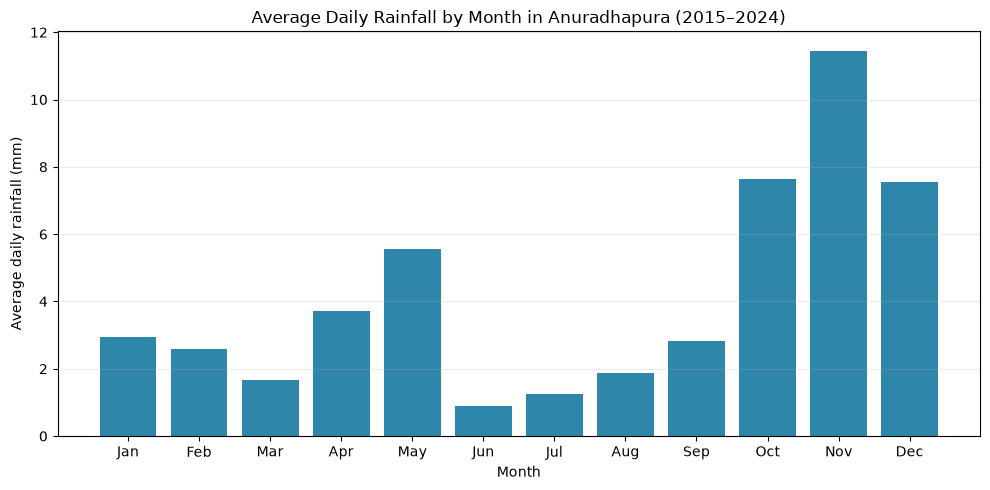 Average Daily Rainfall by Month in Anuradhapura (2015–2024)
Average daily rainfall (mm)
12
10
8
6
4
2
0
Jan Feb Mar Apr May Jun Jul Aug Sep Oct Nov Dec
Month